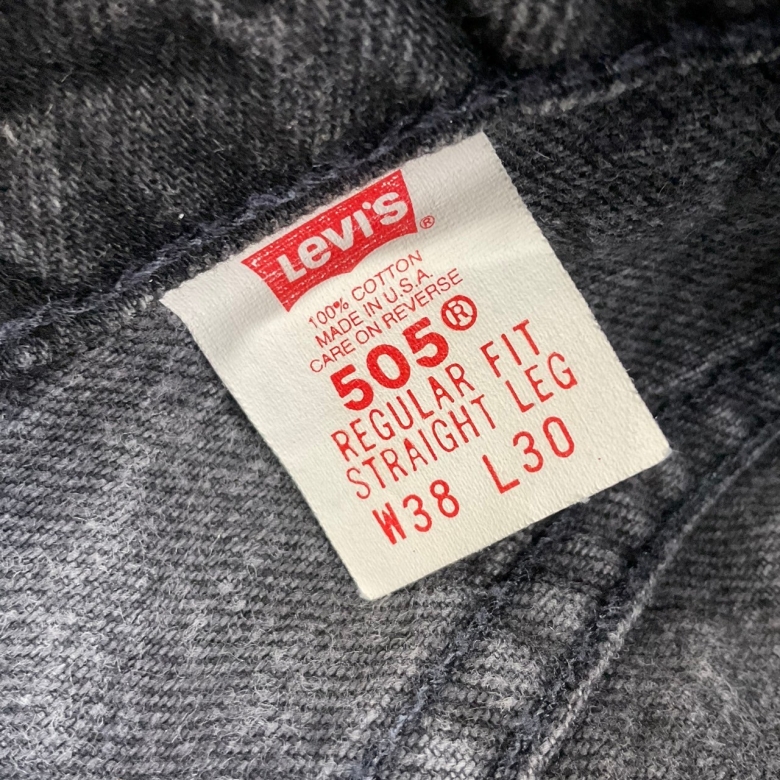 Levi's®
100% COTTON
MADE IN U.S.A.
CARE ON REVERSE
505®
REGULAR FIT
STRAIGHT LEG
W38 L30